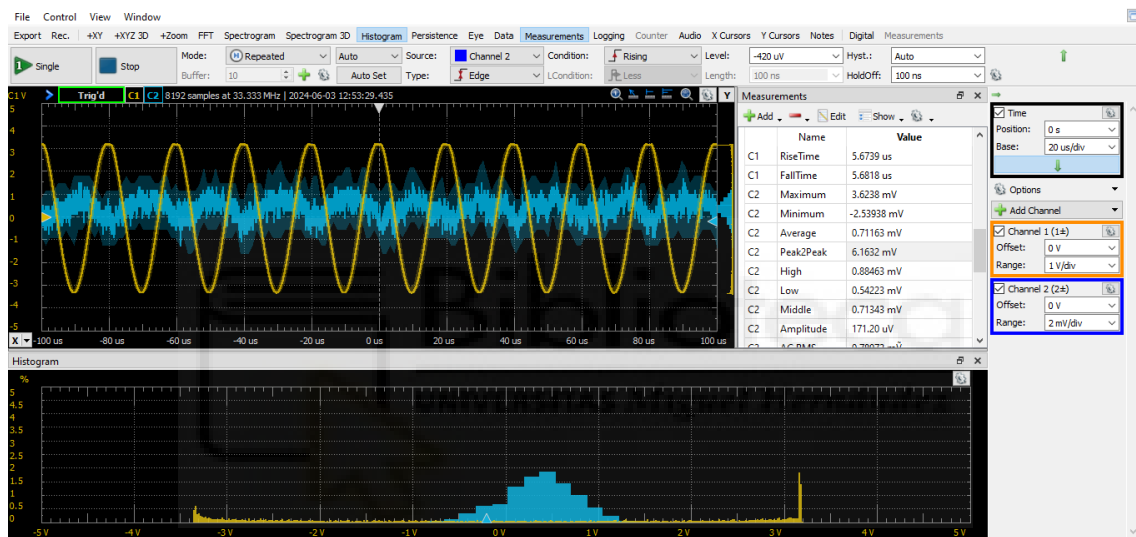 File Control View Window
Export Rec. +XY +XYZ 3D +Zoom FFT Spectrogram Spectrogram 3D Histogram Persistence Eye Data Measurements Logging Counter Audio X Cursors Y Cursors Notes Digital Measurements
Single Stop Mode: Repeated Auto Source: Channel 2 Condition: Rising Level: -420 uV Hyst.: Auto
Buffer: 10 Auto Set Type: Edge LCondition: Less Length: 100 ns HoldOff: 100 ns
C1 V Trig'd C1 C2 8192 samples at 33.333 MHz | 2024-06-03 12:53:29.435 Y
5
4
3
2
1
0
-1
-2
-3
-4
-5
X -100 us -80 us -60 us -40 us -20 us 0 us 20 us 40 us 60 us 80 us 100 us
Measurements
Add Edit Show
Name Value
C1 RiseTime 5.6739 us
C1 FallTime 5.6818 us
C2 Maximum 3.6238 mV
C2 Minimum -2.53938 mV
C2 Average 0.71163 mV
C2 Peak2Peak 6.1632 mV
C2 High 0.88463 mV
C2 Low 0.54223 mV
C2 Middle 0.71343 mV
C2 Amplitude 171.20 uV
Time
Position: 0 s
Base: 20 us/div
Options
Add Channel
Channel 1 (1±)
Offset: 0 V
Range: 1 V/div
Channel 2 (2±)
Offset: 0 V
Range: 2 mV/div
Histogram
%
5
4.5
4
3.5
3
2.5
2
1.5
1
0.5
0
-5 V -4 V -3 V -2 V -1 V 0 V 1 V 2 V 3 V 4 V 5 V